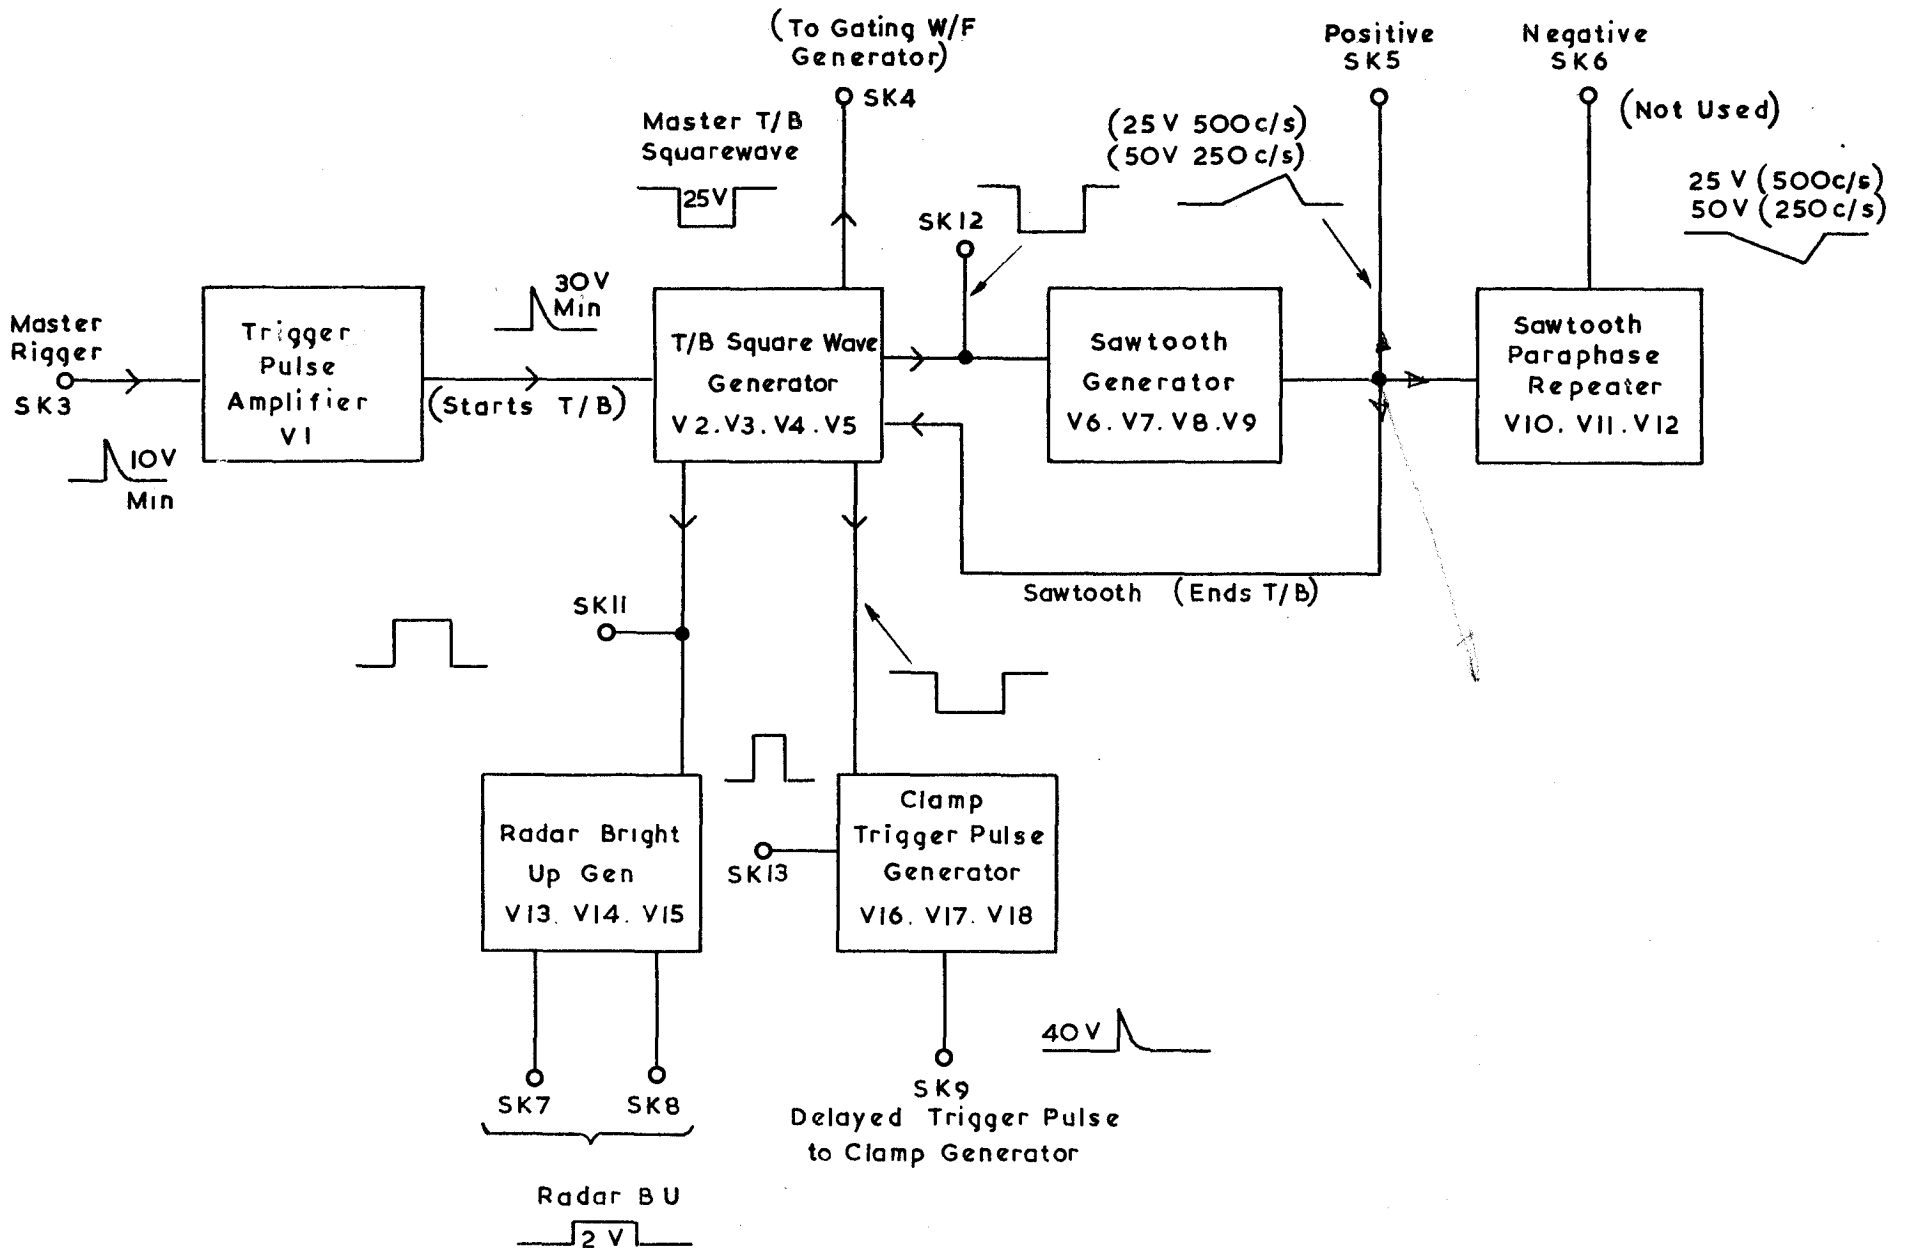 (To Gating W/F
Generator)
SK4
Positive
SK5
Negative
SK6
(Not Used)
Master T/B
Squarewave
25V
(25V 500c/s)
(50V 250c/s)
25 V (500c/s)
50V (250c/s)
SK12
30V
Min
Master
Rigger
SK3
10V
Min
Trigger
Pulse
Amplifier
V1
(Starts T/B)
T/B Square Wave
Generator
V2.V3.V4.V5
Sawtooth
Generator
V6.V7.V8.V9
Sawtooth
Paraphase
Repeater
V10. V11.V12
Sawtooth (Ends T/B)
SK11
Radar Bright
Up Gen
V13. V14. V15
SK13
Clamp
Trigger Pulse
Generator
V16. V17. V18
SK7
SK8
Radar BU
2 V
40V
SK9
Delayed Trigger Pulse
to Clamp Generator